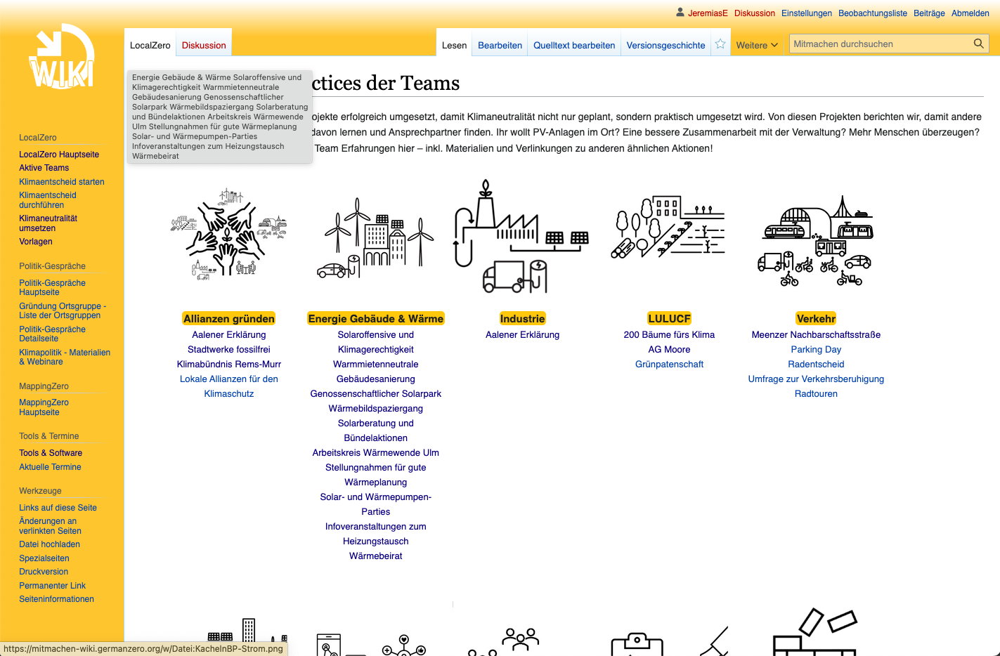 JeremiasE Diskussion Einstellungen Beobachtungsliste Beiträge Abmelden
WIKI
LocalZero Diskussion Lesen Bearbeiten Quelltext bearbeiten Versionsgeschichte Weitere Mitmachen durchsuchen
ctices der Teams
Energie Gebäude & Wärme Solaroffensive und
Klimagerechtigkeit Warmmietenneutrale
Gebäudesanierung Genossenschaftlicher
Solarpark Wärmebildspaziergang Solarberatung
und Bündelaktionen Arbeitskreis Wärmewende
Ulm Stellungnahmen für gute Wärmeplanung
Solar- und Wärmepumpen-Parties
Infoveranstaltungen zum Heizungstausch
Wärmebeirat
ojekte erfolgreich umgesetzt, damit Klimaneutralität nicht nur geplant, sondern praktisch umgesetzt wird. Von diesen Projekten berichten wir, damit andere
davon lernen und Ansprechpartner finden. Ihr wollt PV-Anlagen im Ort? Eine bessere Zusammenarbeit mit der Verwaltung? Mehr Menschen überzeugen?
Team Erfahrungen hier – inkl. Materialien und Verlinkungen zu anderen ähnlichen Aktionen!
LocalZero
LocalZero Hauptseite
Aktive Teams
Klimaentscheid starten
Klimaentscheid
durchführen
Klimaneutralität
umsetzen
Vorlagen
Politik-Gespräche
Politik-Gespräche
Hauptseite
Gründung Ortsgruppe -
Liste der Ortsgruppen
Politik-Gespräche
Detailseite
Klimapolitik - Materialien
& Webinare
MappingZero
MappingZero
Hauptseite
Tools & Termine
Tools & Software
Aktuelle Termine
Werkzeuge
Links auf diese Seite
Änderungen an
verlinkten Seiten
Datei hochladen
Spezialseiten
Druckversion
Permanenter Link
Seiteninformationen
Allianzen gründen
Aalener Erklärung
Stadtwerke fossilfrei
Klimabündnis Rems-Murr
Lokale Allianzen für den
Klimaschutz
Energie Gebäude & Wärme
Solaroffensive und
Klimagerechtigkeit
Warmmietenneutrale
Gebäudesanierung
Genossenschaftlicher Solarpark
Wärmebildspaziergang
Solarberatung und
Bündelaktionen
Arbeitskreis Wärmewende Ulm
Stellungnahmen für gute
Wärmeplanung
Solar- und Wärmepumpen-
Parties
Infoveranstaltungen zum
Heizungstausch
Wärmebeirat
Industrie
Aalener Erklärung
LULUCF
200 Bäume fürs Klima
AG Moore
Grünpatenschaft
Verkehr
Meenzer Nachbarschaftsstraße
Parking Day
Radentscheid
Umfrage zur Verkehrsberuhigung
Radtouren
https://mitmachen-wiki.germanzero.org/w/Datei:KachelnBP-Strom.png